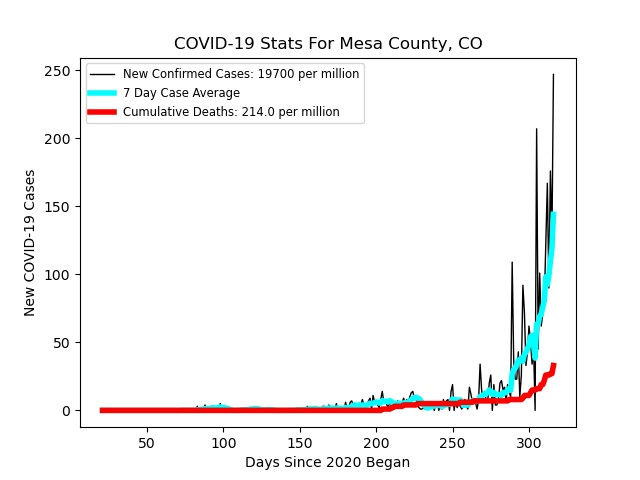 COVID-19 Stats For Mesa County, CO
New Confirmed Cases: 19700 per million
7 Day Case Average
Cumulative Deaths: 214.0 per million
New COVID-19 Cases
250
200
150
100
50
0
50 100 150 200 250 300
Days Since 2020 Began